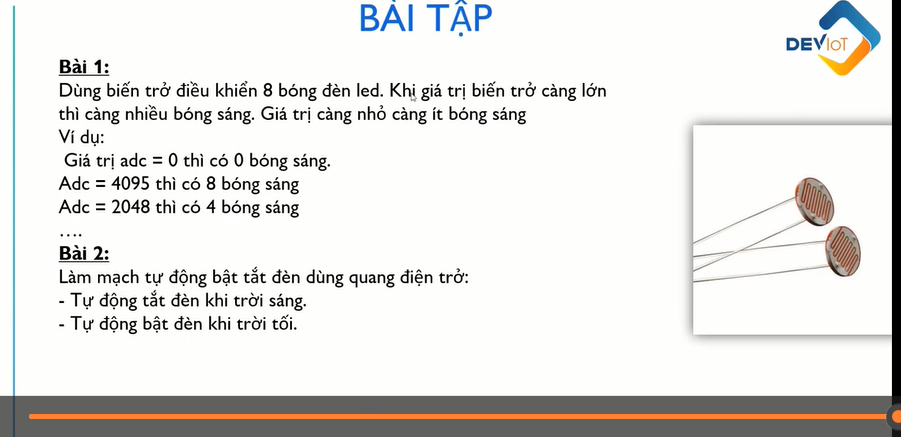 BÀI TẬP
DEVIoT
Bài 1:
Dùng biến trở điều khiển 8 bóng đèn led. Khi giá trị biến trở càng lớn
thì càng nhiều bóng sáng. Giá trị càng nhỏ càng ít bóng sáng
Ví dụ:
Giá trị adc = 0 thì có 0 bóng sáng.
Adc = 4095 thì có 8 bóng sáng
Adc = 2048 thì có 4 bóng sáng
....
Bài 2:
Làm mạch tự động bật tắt đèn dùng quang điện trở:
- Tự động tắt đèn khi trời sáng.
- Tự động bật đèn khi trời tối.